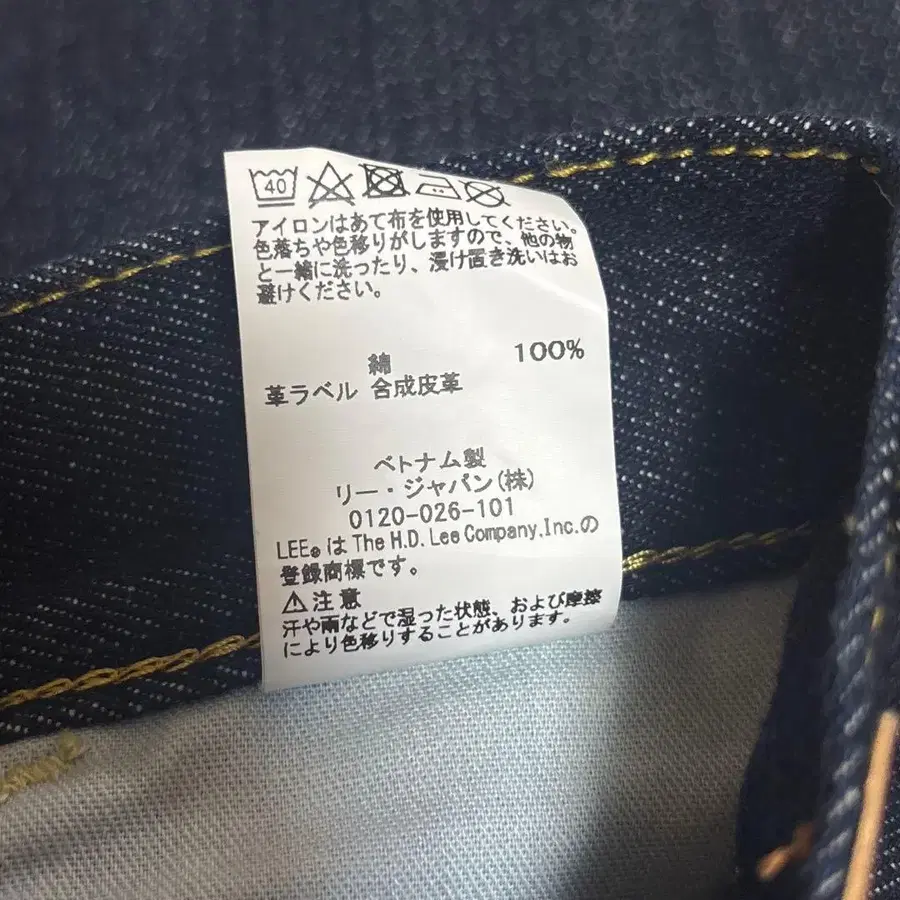 40
アイロンはあて布を使用してください。
色落ちや色移りがしますので、他の物
と一緒に洗ったり、浸け置き洗いはお
避けください。
綿 100%
革ラベル 合成皮革
ベトナム製
リー・ジャパン(株)
0120-026-101
LEE®は The H.D. Lee Company,Inc.の
登録商標です。
⚠注意
汗や雨などで湿った状態、および摩擦
により色移りすることがあります。